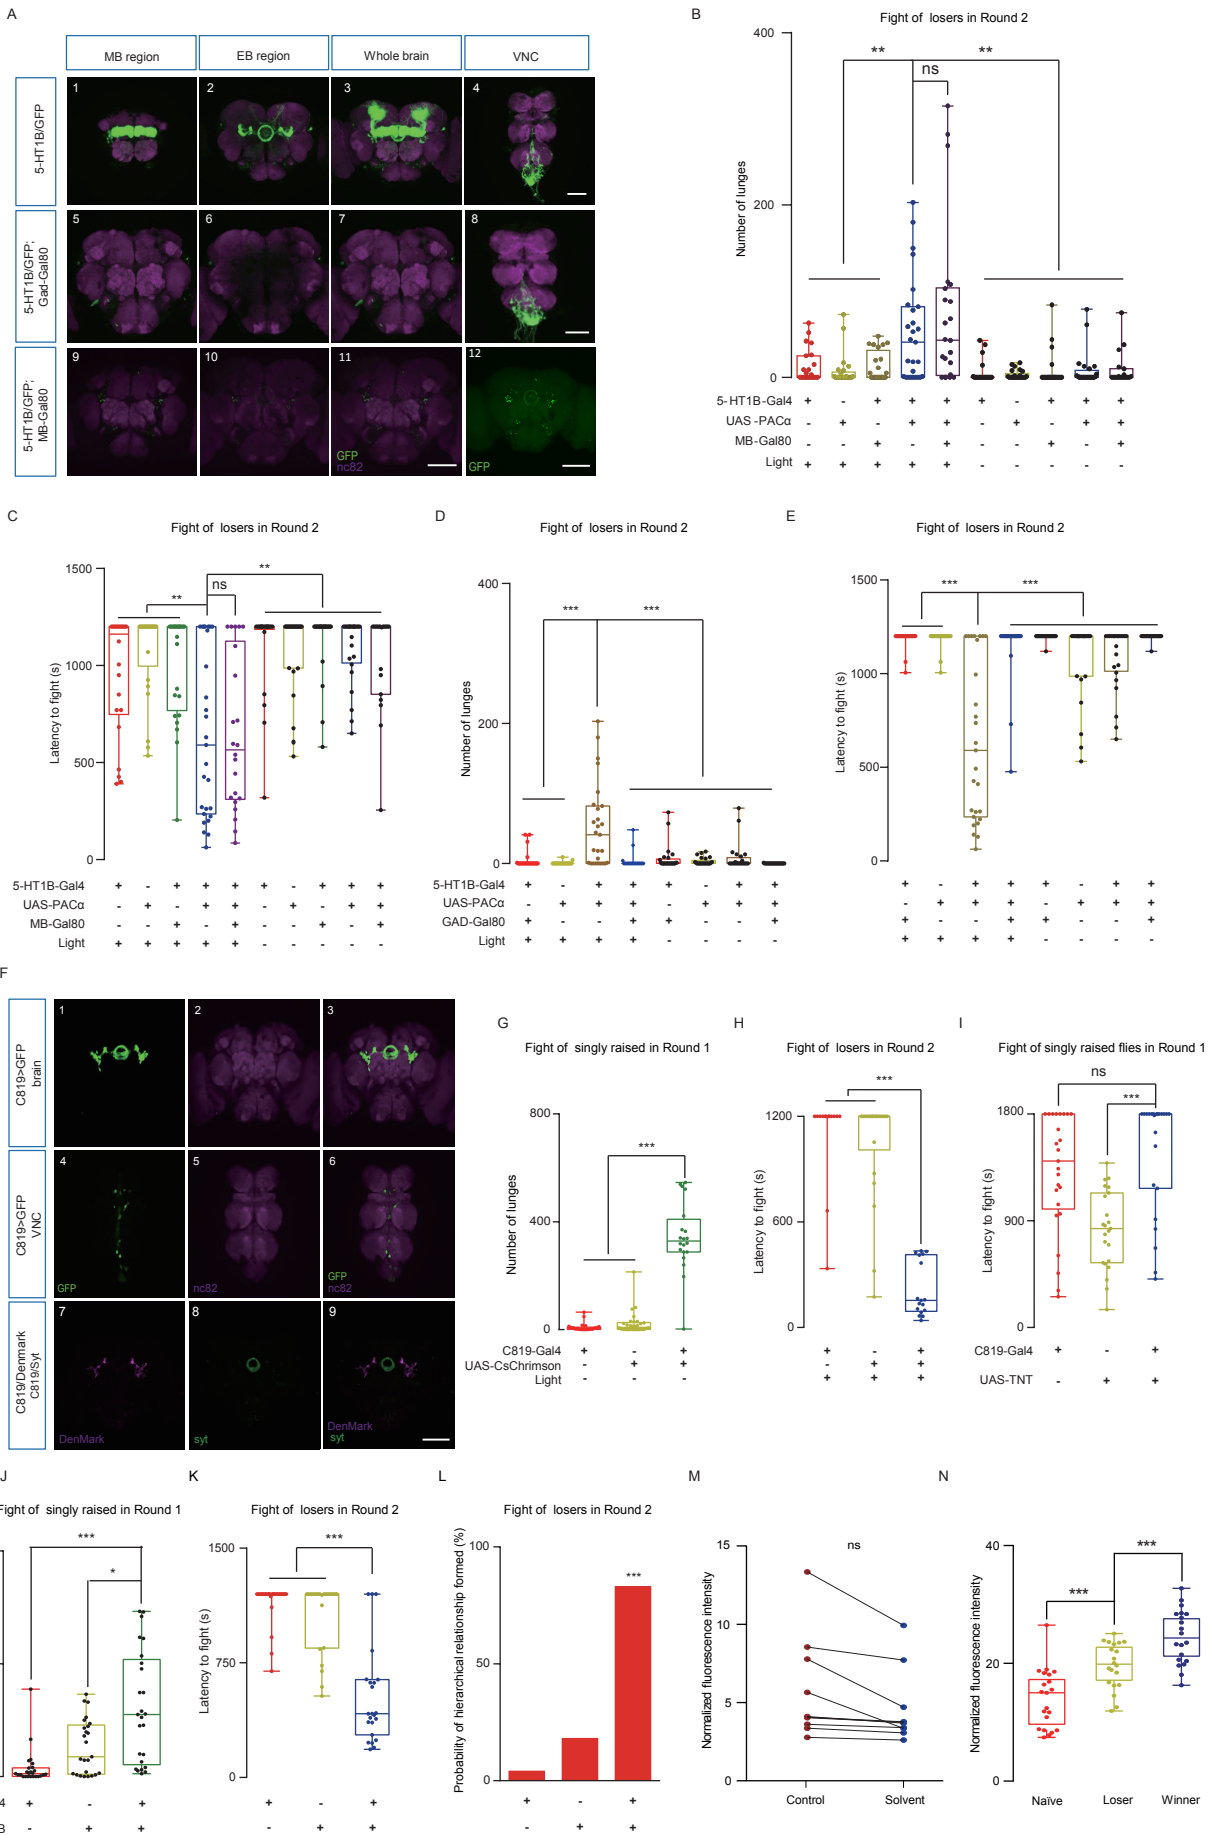 A
MB region
EB region
Whole brain
VNC
5-HT1B/GFP
1
2
3
4
5-HT1B/GFP;
Gad-Gal80
5
6
7
8
5-HT1B/GFP;
MB-Gal80
9
10
11
12
GFP
nc82
GFP
B
Fight of losers in Round 2
400
200
0
Number of lunges
**
**
ns
5-HT1B-Gal4 + - + + + + - + + +
UAS-PACα - + - + + - + - + +
MB-Gal80 - - + - + - - + - +
Light + + + + + - - - - -
C
Fight of losers in Round 2
1500
1000
500
0
Latency to fight (s)
**
**
ns
5-HT1B-Gal4 + - + + + + - + + +
UAS-PACα - + - + + - + - + +
MB-Gal80 - - + - + - - + - +
Light + + + + + - - - - -
D
Fight of losers in Round 2
400
200
0
Number of lunges
***
***
5-HT1B-Gal4 + - + + + - + +
UAS-PACα - + + + - + + +
GAD-Gal80 + - - + + - - +
Light + + + + - - - -
E
Fight of losers in Round 2
1500
1000
500
0
Latency to fight (s)
***
***
+ - + + + - + +
- + + + - + + +
+ - - + + - - +
+ + + + - - - -
F
C819>GFP
brain
1
2
3
C819>GFP
VNC
4
5
6
GFP
nc82
GFP
nc82
C819/Denmark
C819/Syt
7
8
9
DenMark
syt
DenMark
syt
G
Fight of singly raised in Round 1
800
400
0
Number of lunges
***
C819-Gal4 + - +
UAS-CsChrimson - + +
Light - - -
H
Fight of losers in Round 2
1200
600
0
Latency to fight (s)
***
+ - +
- + +
+ + +
I
Fight of singly raised flies in Round 1
1800
900
0
Latency to fight (s)
ns
***
C819-Gal4 + - +
UAS-TNT - + +
J
Fight of singly raised in Round 1
***
*
4 + - +
B - + +
K
Fight of losers in Round 2
1500
750
0
Latency to fight (s)
***
+ - +
- + +
L
Fight of losers in Round 2
100
50
0
Probability of hierarchical relationship formed (%)
***
+ - +
- + +
M
15
10
5
0
Normalized fluorescence intensity
ns
Control
Solvent
N
40
20
0
Normalized fluorescence intensity
***
***
Naïve
Loser
Winner